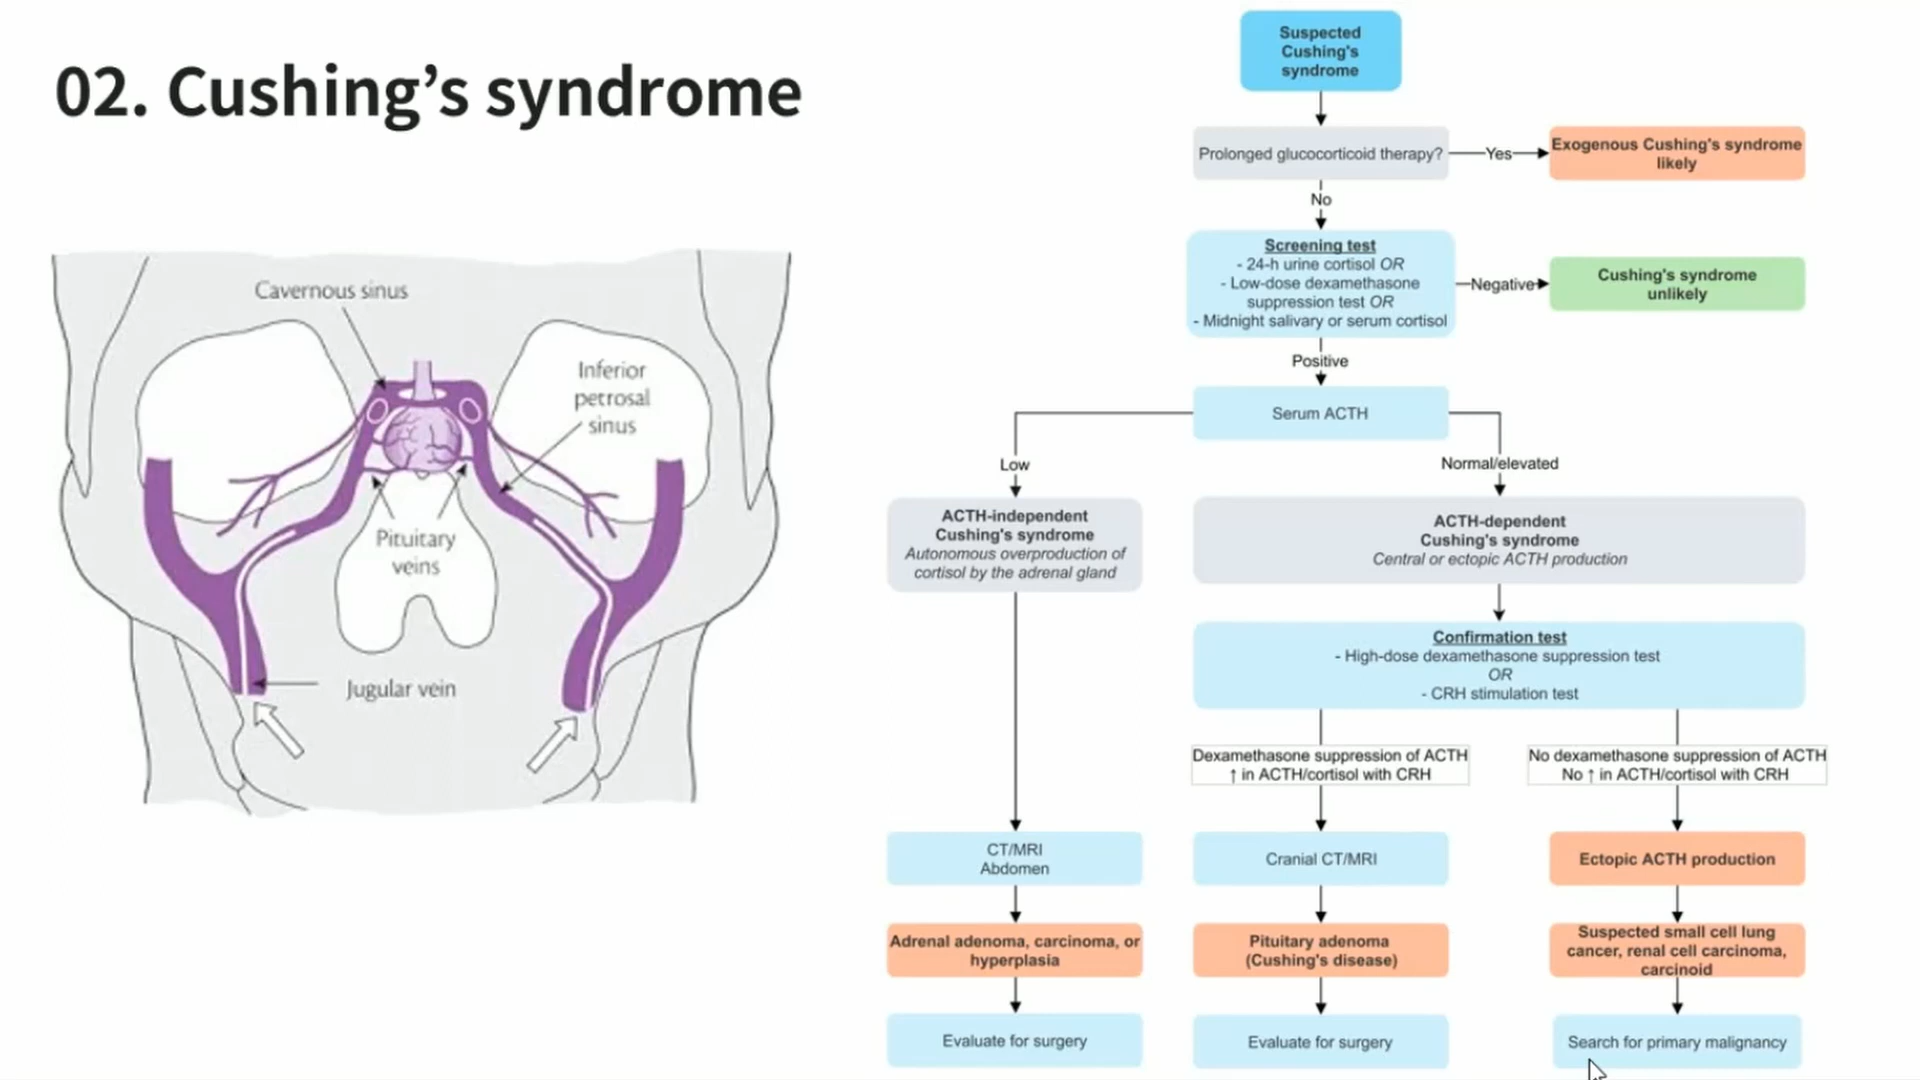 02. Cushing’s syndrome
Cavernous sinus
Inferior
petrosal
sinus
Pituitary
veins
Jugular vein
Suspected
Cushing's
syndrome
Prolonged glucocorticoid therapy?
Yes
Exogenous Cushing's syndrome
likely
No
Screening test
- 24-h urine cortisol OR
- Low-dose dexamethasone
suppression test OR
- Midnight salivary or serum cortisol
Negative
Cushing's syndrome
unlikely
Positive
Serum ACTH
Low
Normal/elevated
ACTH-independent
Cushing's syndrome
Autonomous overproduction of
cortisol by the adrenal gland
ACTH-dependent
Cushing's syndrome
Central or ectopic ACTH production
Confirmation test
- High-dose dexamethasone suppression test
OR
- CRH stimulation test
Dexamethasone suppression of ACTH
↑ in ACTH/cortisol with CRH
No dexamethasone suppression of ACTH
No ↑ in ACTH/cortisol with CRH
CT/MRI
Abdomen
Cranial CT/MRI
Ectopic ACTH production
Adrenal adenoma, carcinoma, or
hyperplasia
Pituitary adenoma
(Cushing's disease)
Suspected small cell lung
cancer, renal cell carcinoma,
carcinoid
Evaluate for surgery
Evaluate for surgery
Search for primary malignancy